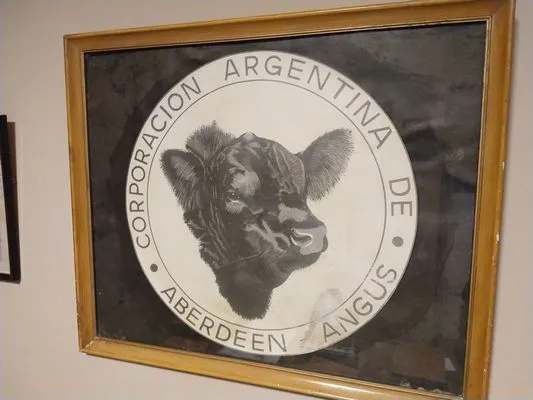 CORPORACION ARGENTINA DE
ABERDEEN - ANGUS